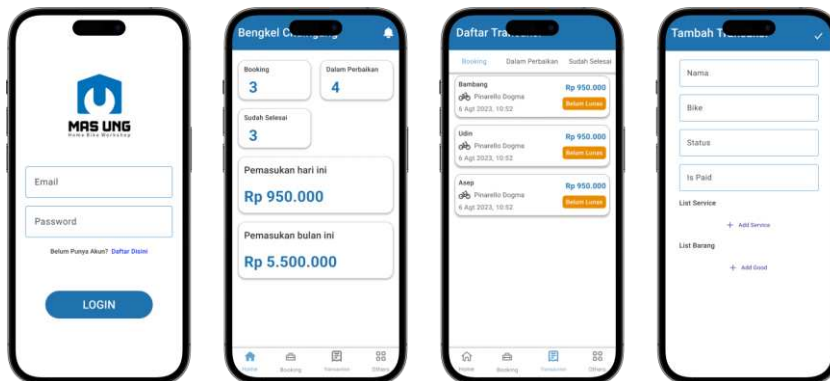 MAS UNG
Home Bike Workshop
Email
Password
Belum Punya Akun? Daftar Disini
LOGIN
Bengkel
Booking
3
Dalam Perbaikan
4
Sudah Selesai
3
Pemasukan hari ini
Rp 950.000
Pemasukan bulan ini
Rp 5.500.000
Home Booking Transaction Others
Daftar
Booking Dalam Perbaikan Sudah Selesai
Bambang
Rp 950.000
Pinarello Dogma
Belum Lunas
6 Agt 2023, 10:52
Udin
Rp 950.000
Pinarello Dogma
Belum Lunas
6 Agt 2023, 10:52
Asep
Rp 950.000
Pinarello Dogma
Belum Lunas
6 Agt 2023, 10:52
Home Booking Transaction Others
Tambah
Nama
Bike
Status
Is Paid
List Service
+ Add Service
List Barang
+ Add Good